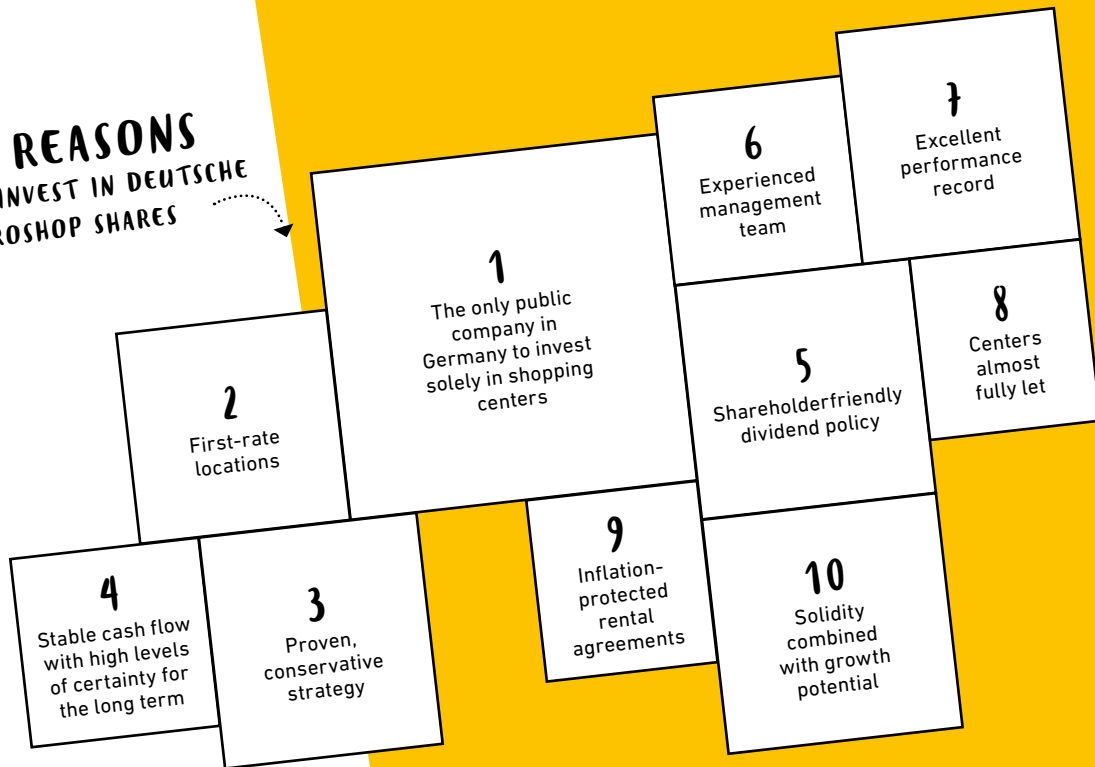 REASONS
INVEST IN DEUTSCHE
ROSHOP SHARES
1
The only public
company in
Germany to invest
solely in shopping
centers
2
First-rate
locations
3
Proven,
conservative
strategy
4
Stable cash flow
with high levels
of certainty for
the long term
5
Shareholderfriendly
dividend policy
6
Experienced
management
team
7
Excellent
performance
record
8
Centers
almost
fully let
9
Inflation-
protected
rental
agreements
10
Solidity
combined
with growth
potential